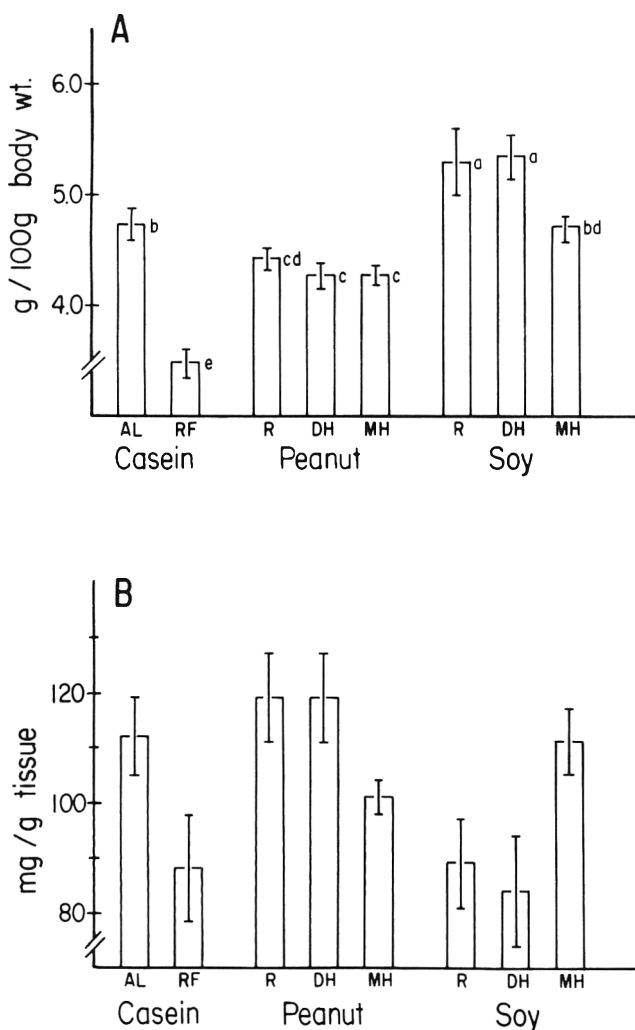 A
g/100g body wt.
6.0
5.0
4.0
b
e
cd
c
c
a
a
bd
AL RF R DH MH R DH MH
Casein Peanut Soy
B
mg/g tissue
120
100
80
AL RF R DH MH R DH MH
Casein Peanut Soy